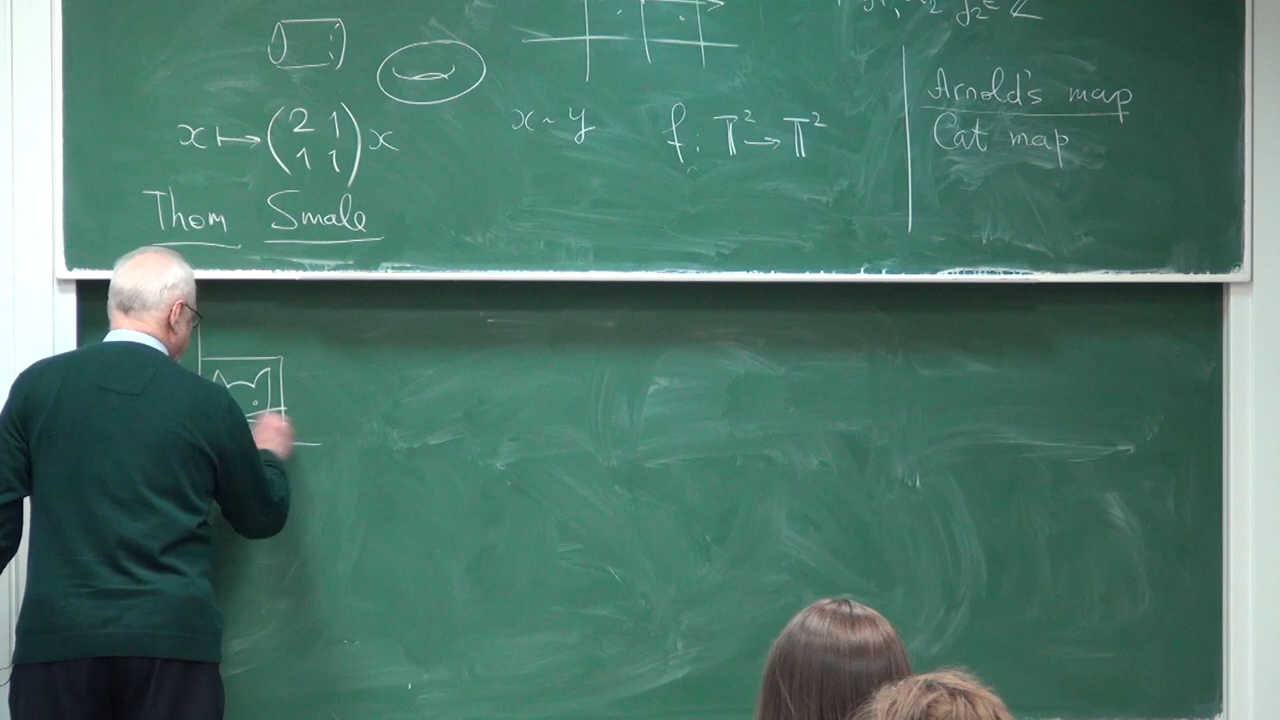 x ↦ (2 1
1 1) x
Thom Smale
x ~ y
f: 𝕋² → 𝕋²
Arnold's map
Cat map